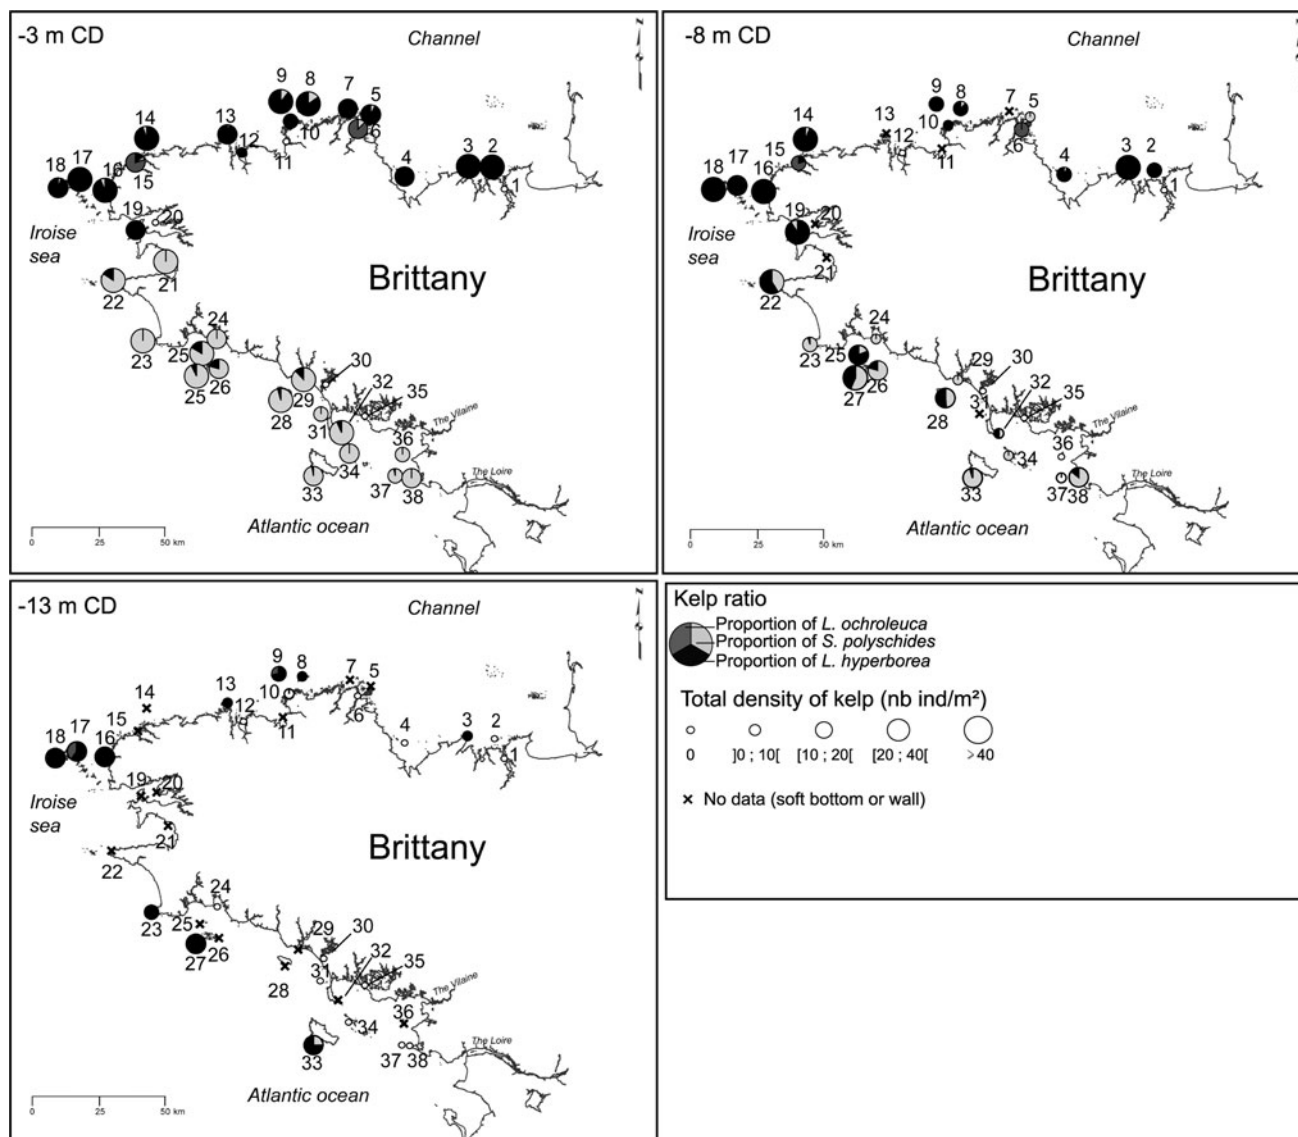 -3 m CD
Channel
N
9 8 7 5
14 13
12 10 6
11
3 2
18 17 16 15
4
1
19 20
Iroise
sea
21
Brittany
22
24
23 25
30
25 26
29 32 35
28
31
The Vilaine
36
34
33 37 38
The Loire
Atlantic ocean
0 25 50 km
-8 m CD
Channel
N
9 8 7 5
14 13
10
12 6
15 11
3 2
18 17 16
4
1
19 20
Iroise
sea
21
Brittany
22
24
23 25
29 30
26
27
32 35
31
28
The Vilaine
36
34
33 37 38
The Loire
Atlantic ocean
0 25 50 km
-13 m CD
Channel
N
9 8 7 5
14 13
10
12 6
11
15
3 2
17
18 16
4
1
19 20
Iroise
sea
21
Brittany
22
24
23 25
29 30
26
27
32 35
31
28
The Vilaine
36
34
33 37 38
The Loire
Atlantic ocean
0 25 50 km
Kelp ratio
Proportion of L. ochroleuca
Proportion of S. polyschides
Proportion of L. hyperborea
Total density of kelp (nb ind/m²)
0 ]0 ; 10[ [10 ; 20[ [20 ; 40[ >40
× No data (soft bottom or wall)